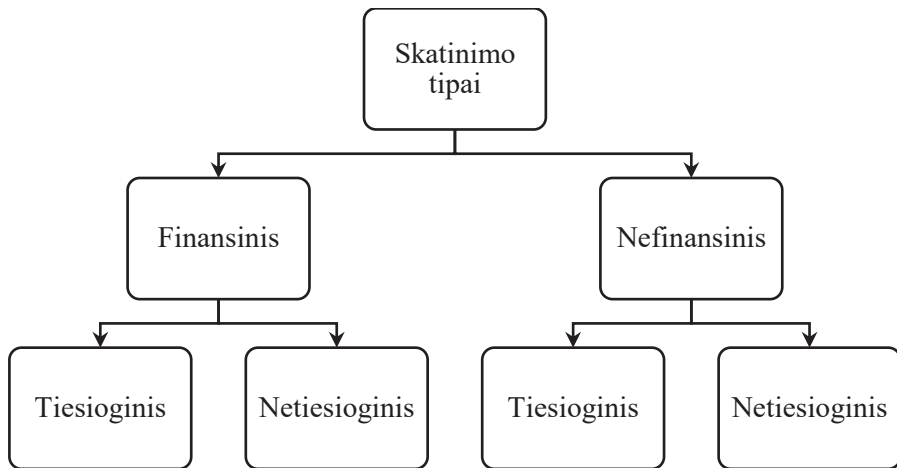 Skatinimo
tipai
Finansinis
Nefinansinis
Tiesioginis
Netiesioginis
Tiesioginis
Netiesioginis